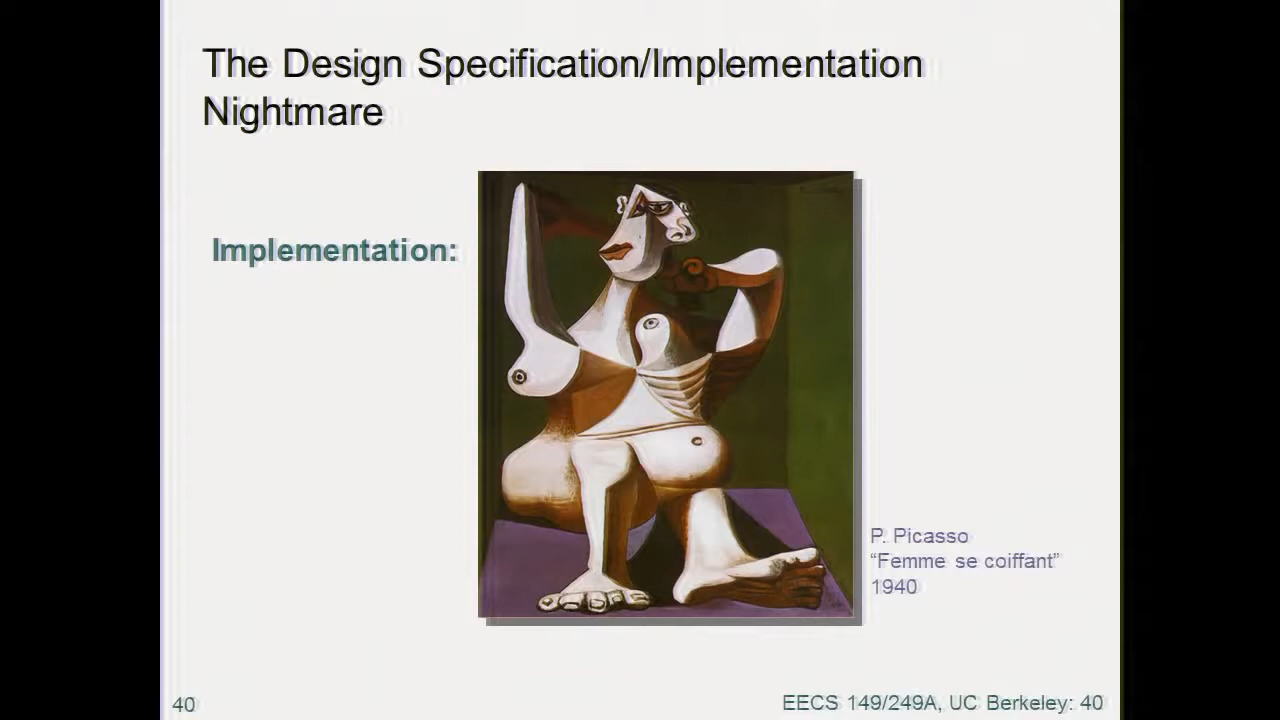 The Design Specification/Implementation
Nightmare
Implementation:
P. Picasso
“Femme se coiffant”
1940
40
EECS 149/249A, UC Berkeley: 40